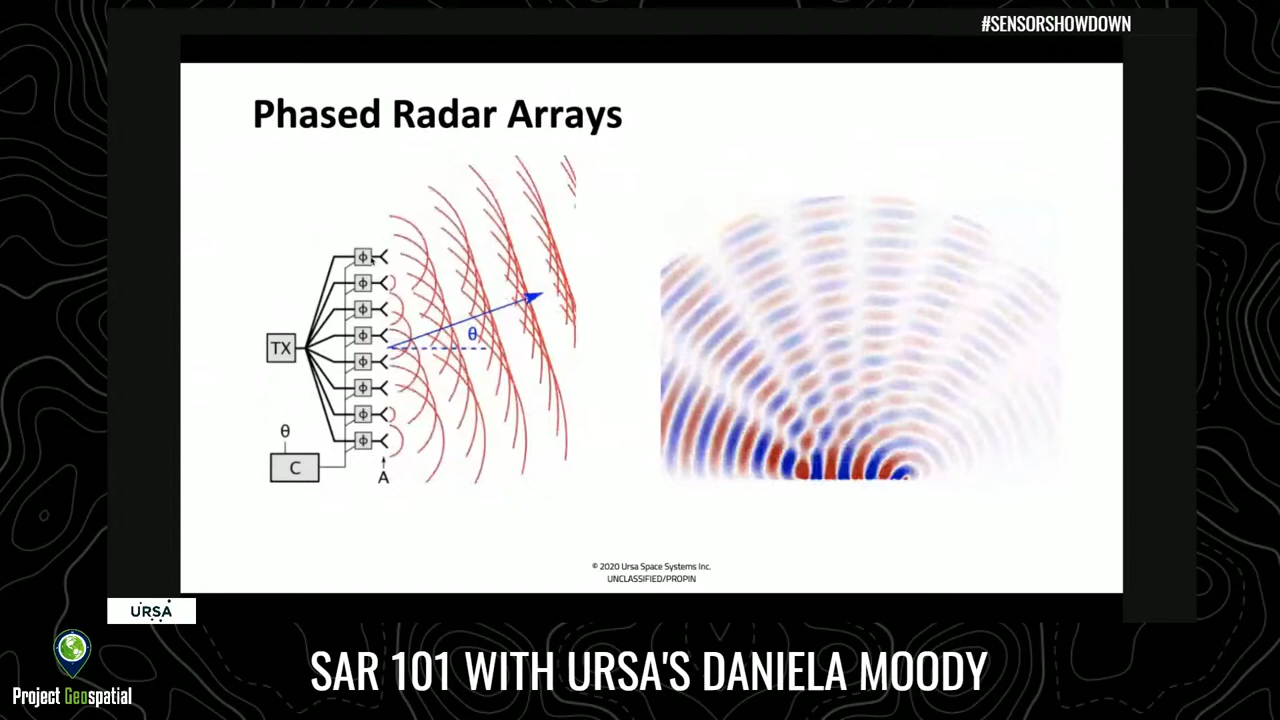 #SENSORSHOWDOWN
Phased Radar Arrays
TX
ϕ
ϕ
ϕ
ϕ
ϕ
ϕ
ϕ
ϕ
θ
θ
C
A
© 2020 Ursa Space Systems Inc.
UNCLASSIFIED/PROPIN
URSA
SAR 101 WITH URSA'S DANIELA MOODY
Project Geospatial